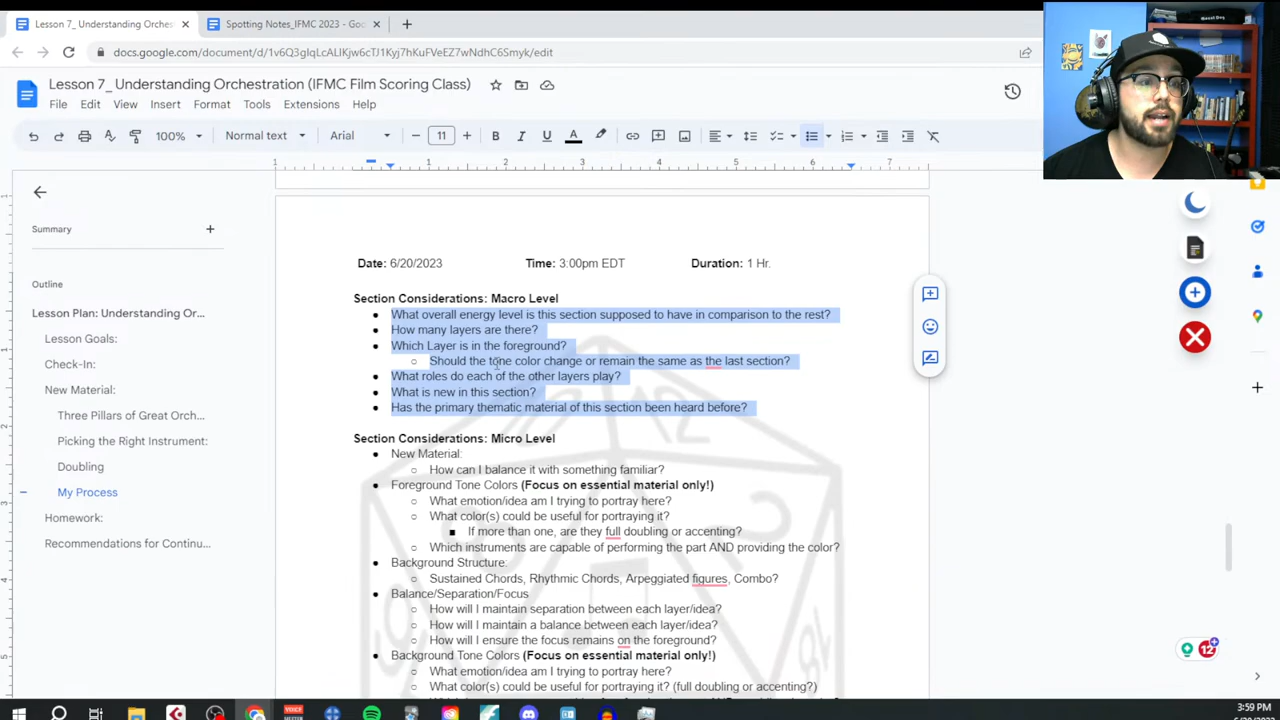 Lesson 7_ Understanding Orches
Spotting Notes_IFMC 2023 - Goo
docs.google.com/document/d/1v6Q3glqLcALlKjw6cTJ1Kyj7hKuFVeEZ7wNdhC6Smyk/edit
Lesson 7_ Understanding Orchestration (IFMC Film Scoring Class)
File Edit View Insert Format Tools Extensions Help
100% Normal text Arial 11
1 1 2 3 4 5 6 7
Summary
Outline
Lesson Plan: Understanding Or...
Lesson Goals:
Check-In:
New Material:
Three Pillars of Great Orch...
Picking the Right Instrument:
Doubling
My Process
Homework:
Recommendations for Continu...
Date: 6/20/2023 Time: 3:00pm EDT Duration: 1 Hr.
Section Considerations: Macro Level
What overall energy level is this section supposed to have in comparison to the rest?
How many layers are there?
Which Layer is in the foreground?
Should the tone color change or remain the same as the last section?
What roles do each of the other layers play?
What is new in this section?
Has the primary thematic material of this section been heard before?
Section Considerations: Micro Level
New Material:
How can I balance it with something familiar?
Foreground Tone Colors (Focus on essential material only!)
What emotion/idea am I trying to portray here?
What color(s) could be useful for portraying it?
If more than one, are they full doubling or accenting?
Which instruments are capable of performing the part AND providing the color?
Background Structure:
Sustained Chords, Rhythmic Chords, Arpeggiated figures, Combo?
Balance/Separation/Focus
How will I maintain separation between each layer/idea?
How will I maintain a balance between each layer/idea?
How will I ensure the focus remains on the foreground?
Background Tone Colors (Focus on essential material only!)
What emotion/idea am I trying to portray here?
What color(s) could be useful for portraying it? (full doubling or accenting?)
12
12
3:59 PM